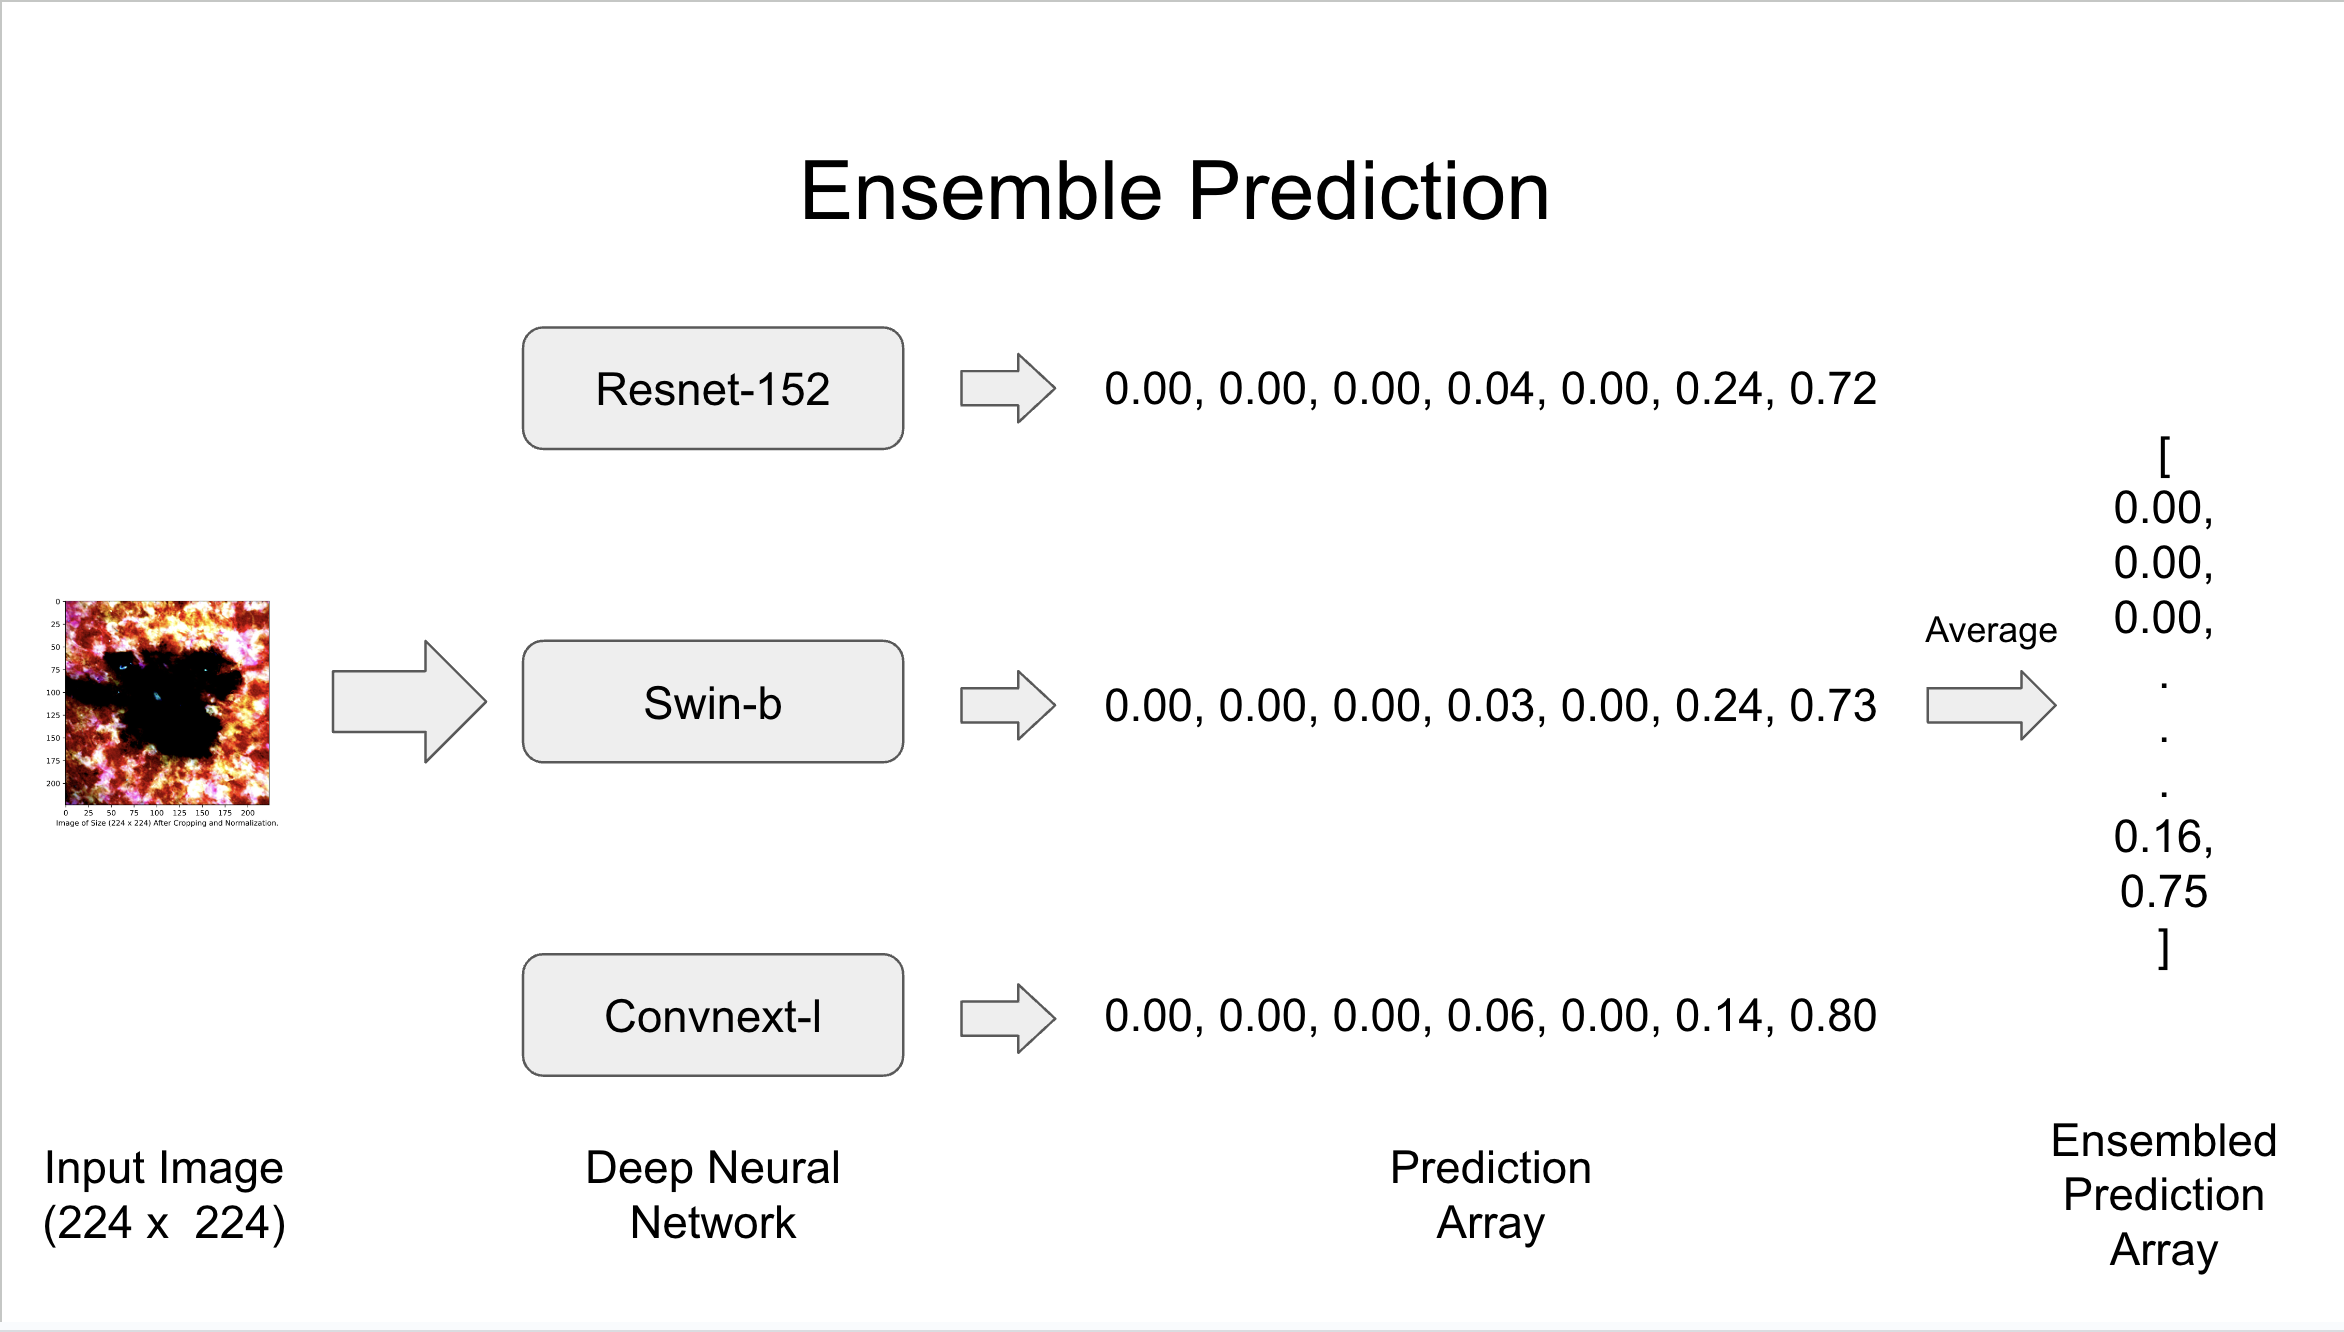 Ensemble Prediction
Resnet-152
0.00, 0.00, 0.00, 0.04, 0.00, 0.24, 0.72
Swin-b
0.00, 0.00, 0.00, 0.03, 0.00, 0.24, 0.73
Convnext-l
0.00, 0.00, 0.00, 0.06, 0.00, 0.14, 0.80
Average
[
0.00,
0.00,
0.00,
.
.
.
0.16,
0.75
]
0
25
50
75
100
125
150
175
200
0 25 50 75 100 125 150 175 200
Image of Size (224 x 224) After Cropping and Normalization.
Input Image
(224 x  224)
Deep Neural
Network
Prediction
Array
Ensembled
Prediction
Array